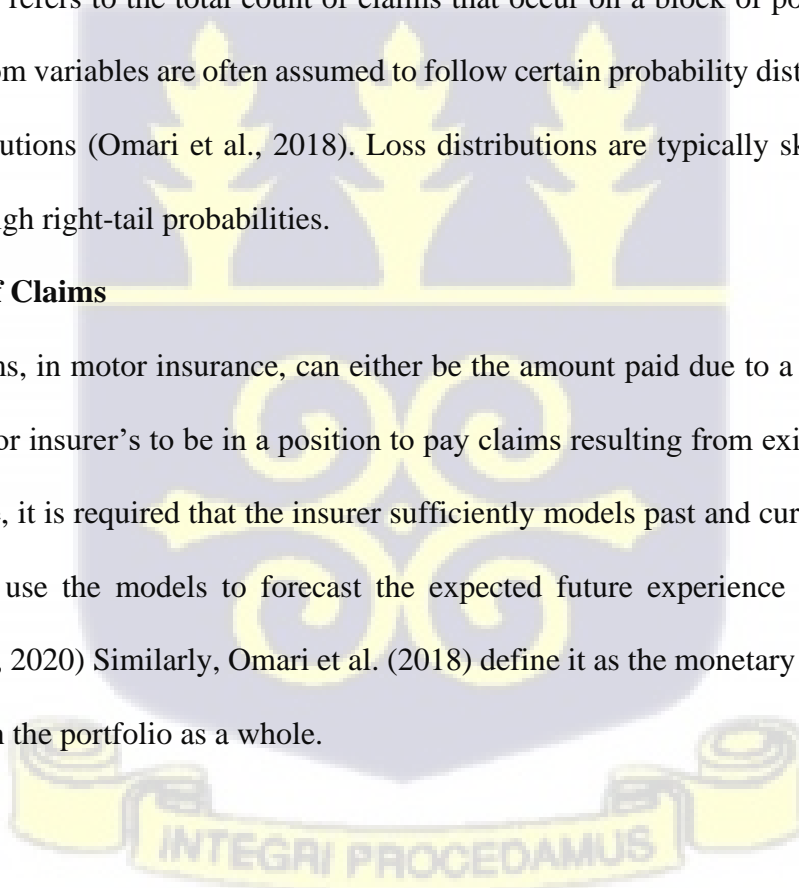 refers to the total count of claims that occur on a block of po
om variables are often assumed to follow certain probability dist
utions (Omari et al., 2018). Loss distributions are typically sk
gh right-tail probabilities.
f Claims
ns, in motor insurance, can either be the amount paid due to a
or insurer’s to be in a position to pay claims resulting from exi
, it is required that the insurer sufficiently models past and cur
use the models to forecast the expected future experience
, 2020) Similarly, Omari et al. (2018) define it as the monetary
n the portfolio as a whole.
INTEGRI PROCEDAMUS